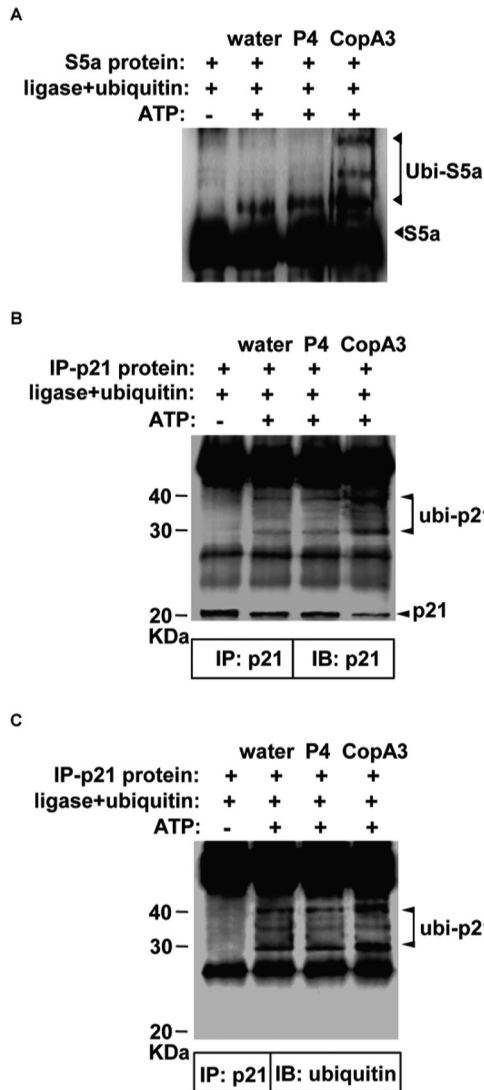 A
water P4 CopA3
S5a protein: + + + +
ligase+ubiquitin: + + + +
ATP: - + + +
Ubi-S5a
S5a
B
water P4 CopA3
IP-p21 protein: + + + +
ligase+ubiquitin: + + + +
ATP: - + + +
40
ubi-p21
30
20
p21
KDa
IP: p21 IB: p21
C
water P4 CopA3
IP-p21 protein: + + + +
ligase+ubiquitin: + + + +
ATP: - + + +
40
ubi-p21
30
20
KDa
IP: p21 IB: ubiquitin